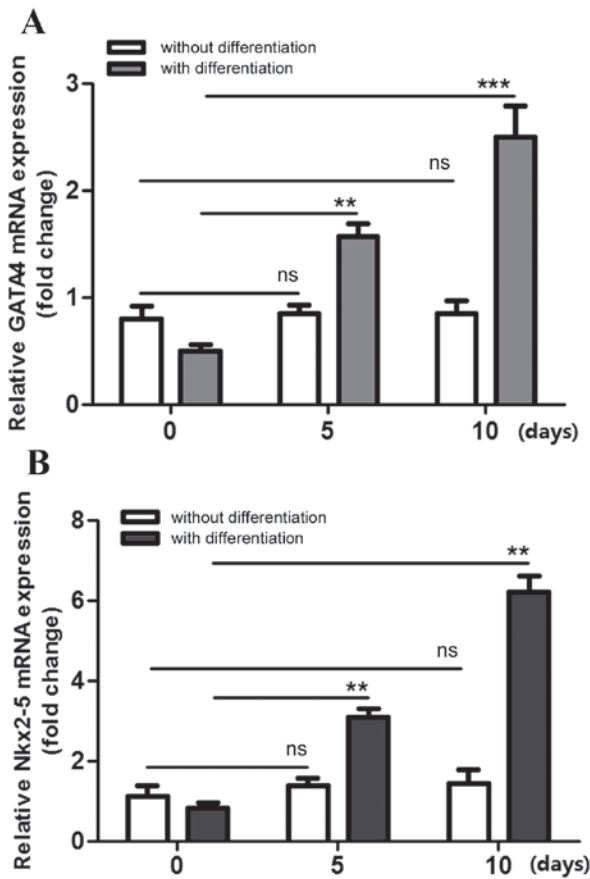 A
without differentiation
with differentiation
Relative GATA4 mRNA expression
(fold change)
3
2
1
0
***
ns
**
ns
0 5 10 (days)
B
without differentiation
with differentiation
Relative Nkx2-5 mRNA expression
(fold change)
8
6
4
2
0
**
ns
**
ns
0 5 10 (days)